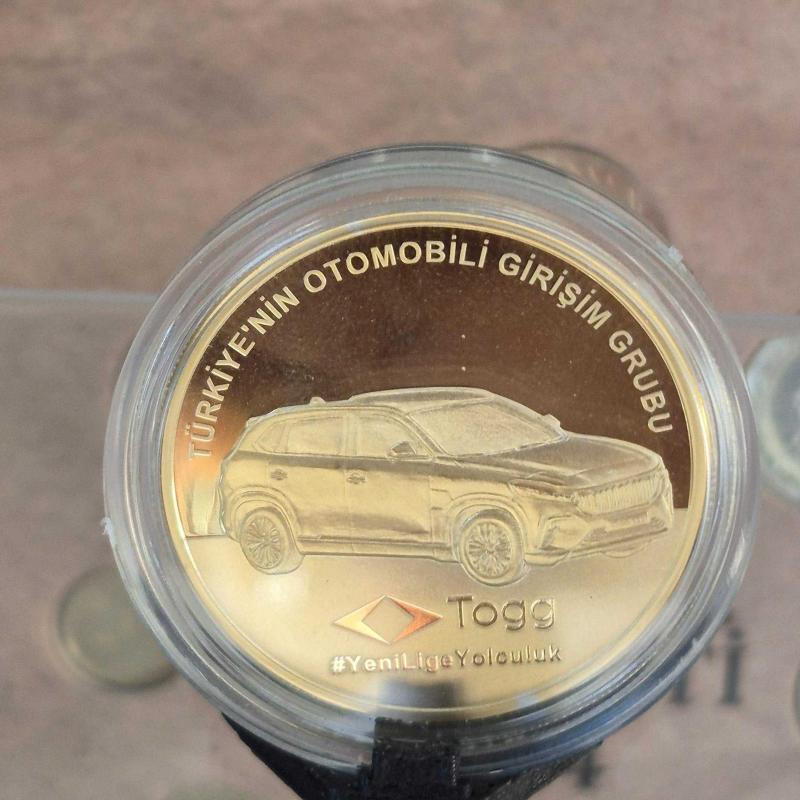 TÜRKİYE'NİN OTOMOBİLİ GİRİŞİM GRUBU
Togg
#YeniLigeYolculuk